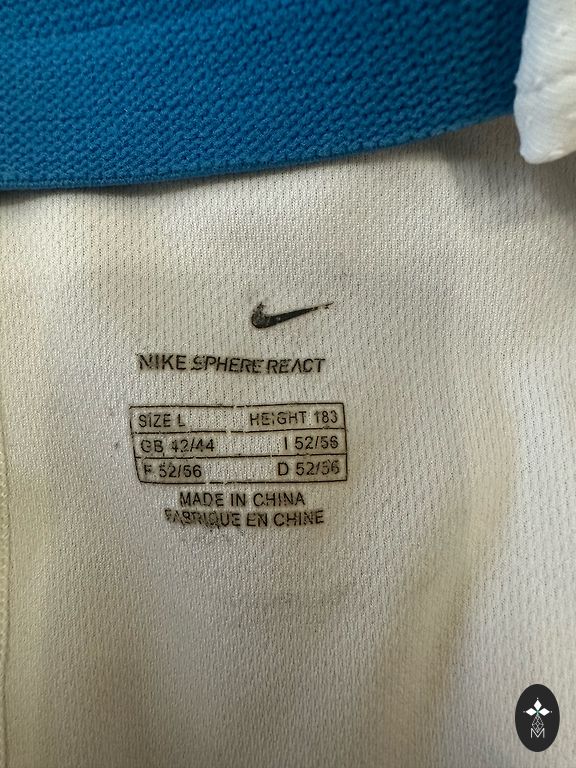 NIKE SPHERE REACT
SIZE L HEIGHT 183
GB 42/44 I 52/56
F 52/56 D 52/56
MADE IN CHINA
FABRIQUE EN CHINE
M